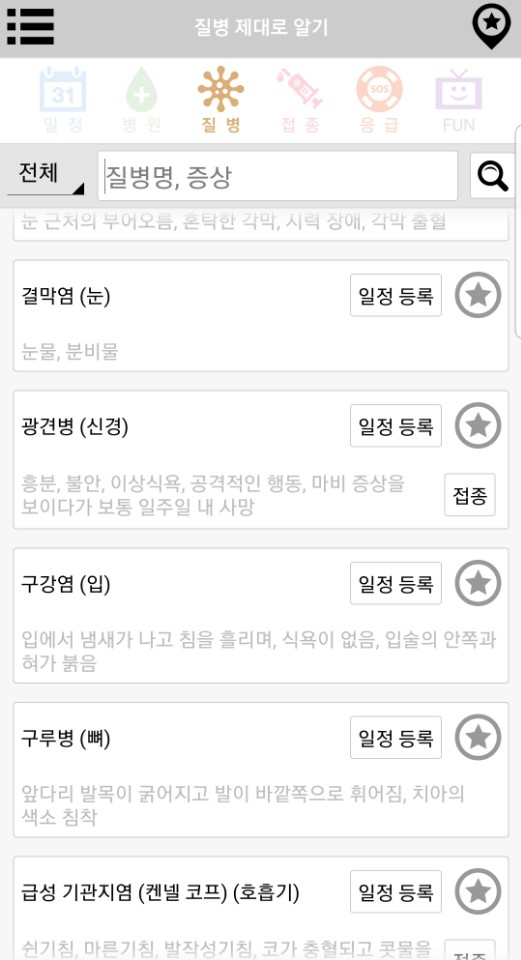 질병 제대로 알기
31
SOS
일 정
병 원
질 병
접 종
응 급
FUN
전체
질병명, 증상
눈 근처의 부어오름, 혼탁한 각막, 시력 장애, 각막 출혈
결막염 (눈)
일정 등록
눈물, 분비물
광견병 (신경)
일정 등록
흥분, 불안, 이상식욕, 공격적인 행동, 마비 증상을
보이다가 보통 일주일 내 사망
접종
구강염 (입)
일정 등록
입에서 냄새가 나고 침을 흘리며, 식욕이 없음, 입술의 안쪽과
혀가 붉음
구루병 (뼈)
일정 등록
앞다리 발목이 굵어지고 발이 바깥쪽으로 휘어짐, 치아의
색소 침착
급성 기관지염 (켄넬 코프) (호흡기)
일정 등록
쉰기침, 마른기침, 발작성기침, 코가 충혈되고 콧물을
접종